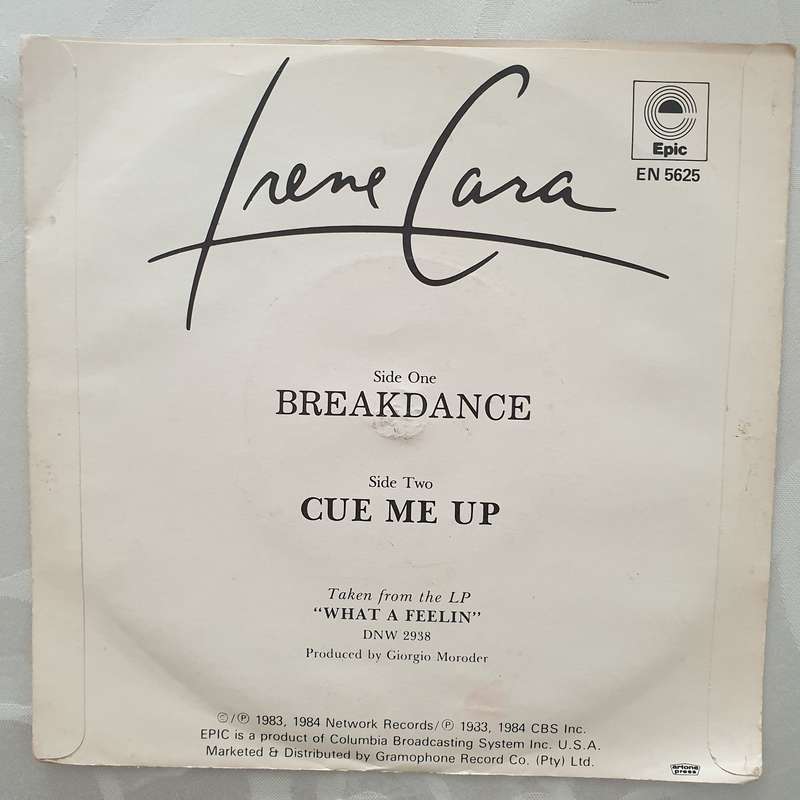 Irene Cara
Epic
EN 5625
Side One
BREAKDANCE
Side Two
CUE ME UP
Taken from the LP
“WHAT A FEELIN”
DNW 2938
Produced by Giorgio Moroder
©/℗ 1983, 1984 Network Records/℗ 1933, 1984 CBS Inc.
EPIC is a product of Columbia Broadcasting System Inc. U.S.A.
Marketed & Distributed by Gramophone Record Co. (Pty) Ltd.
artone
press